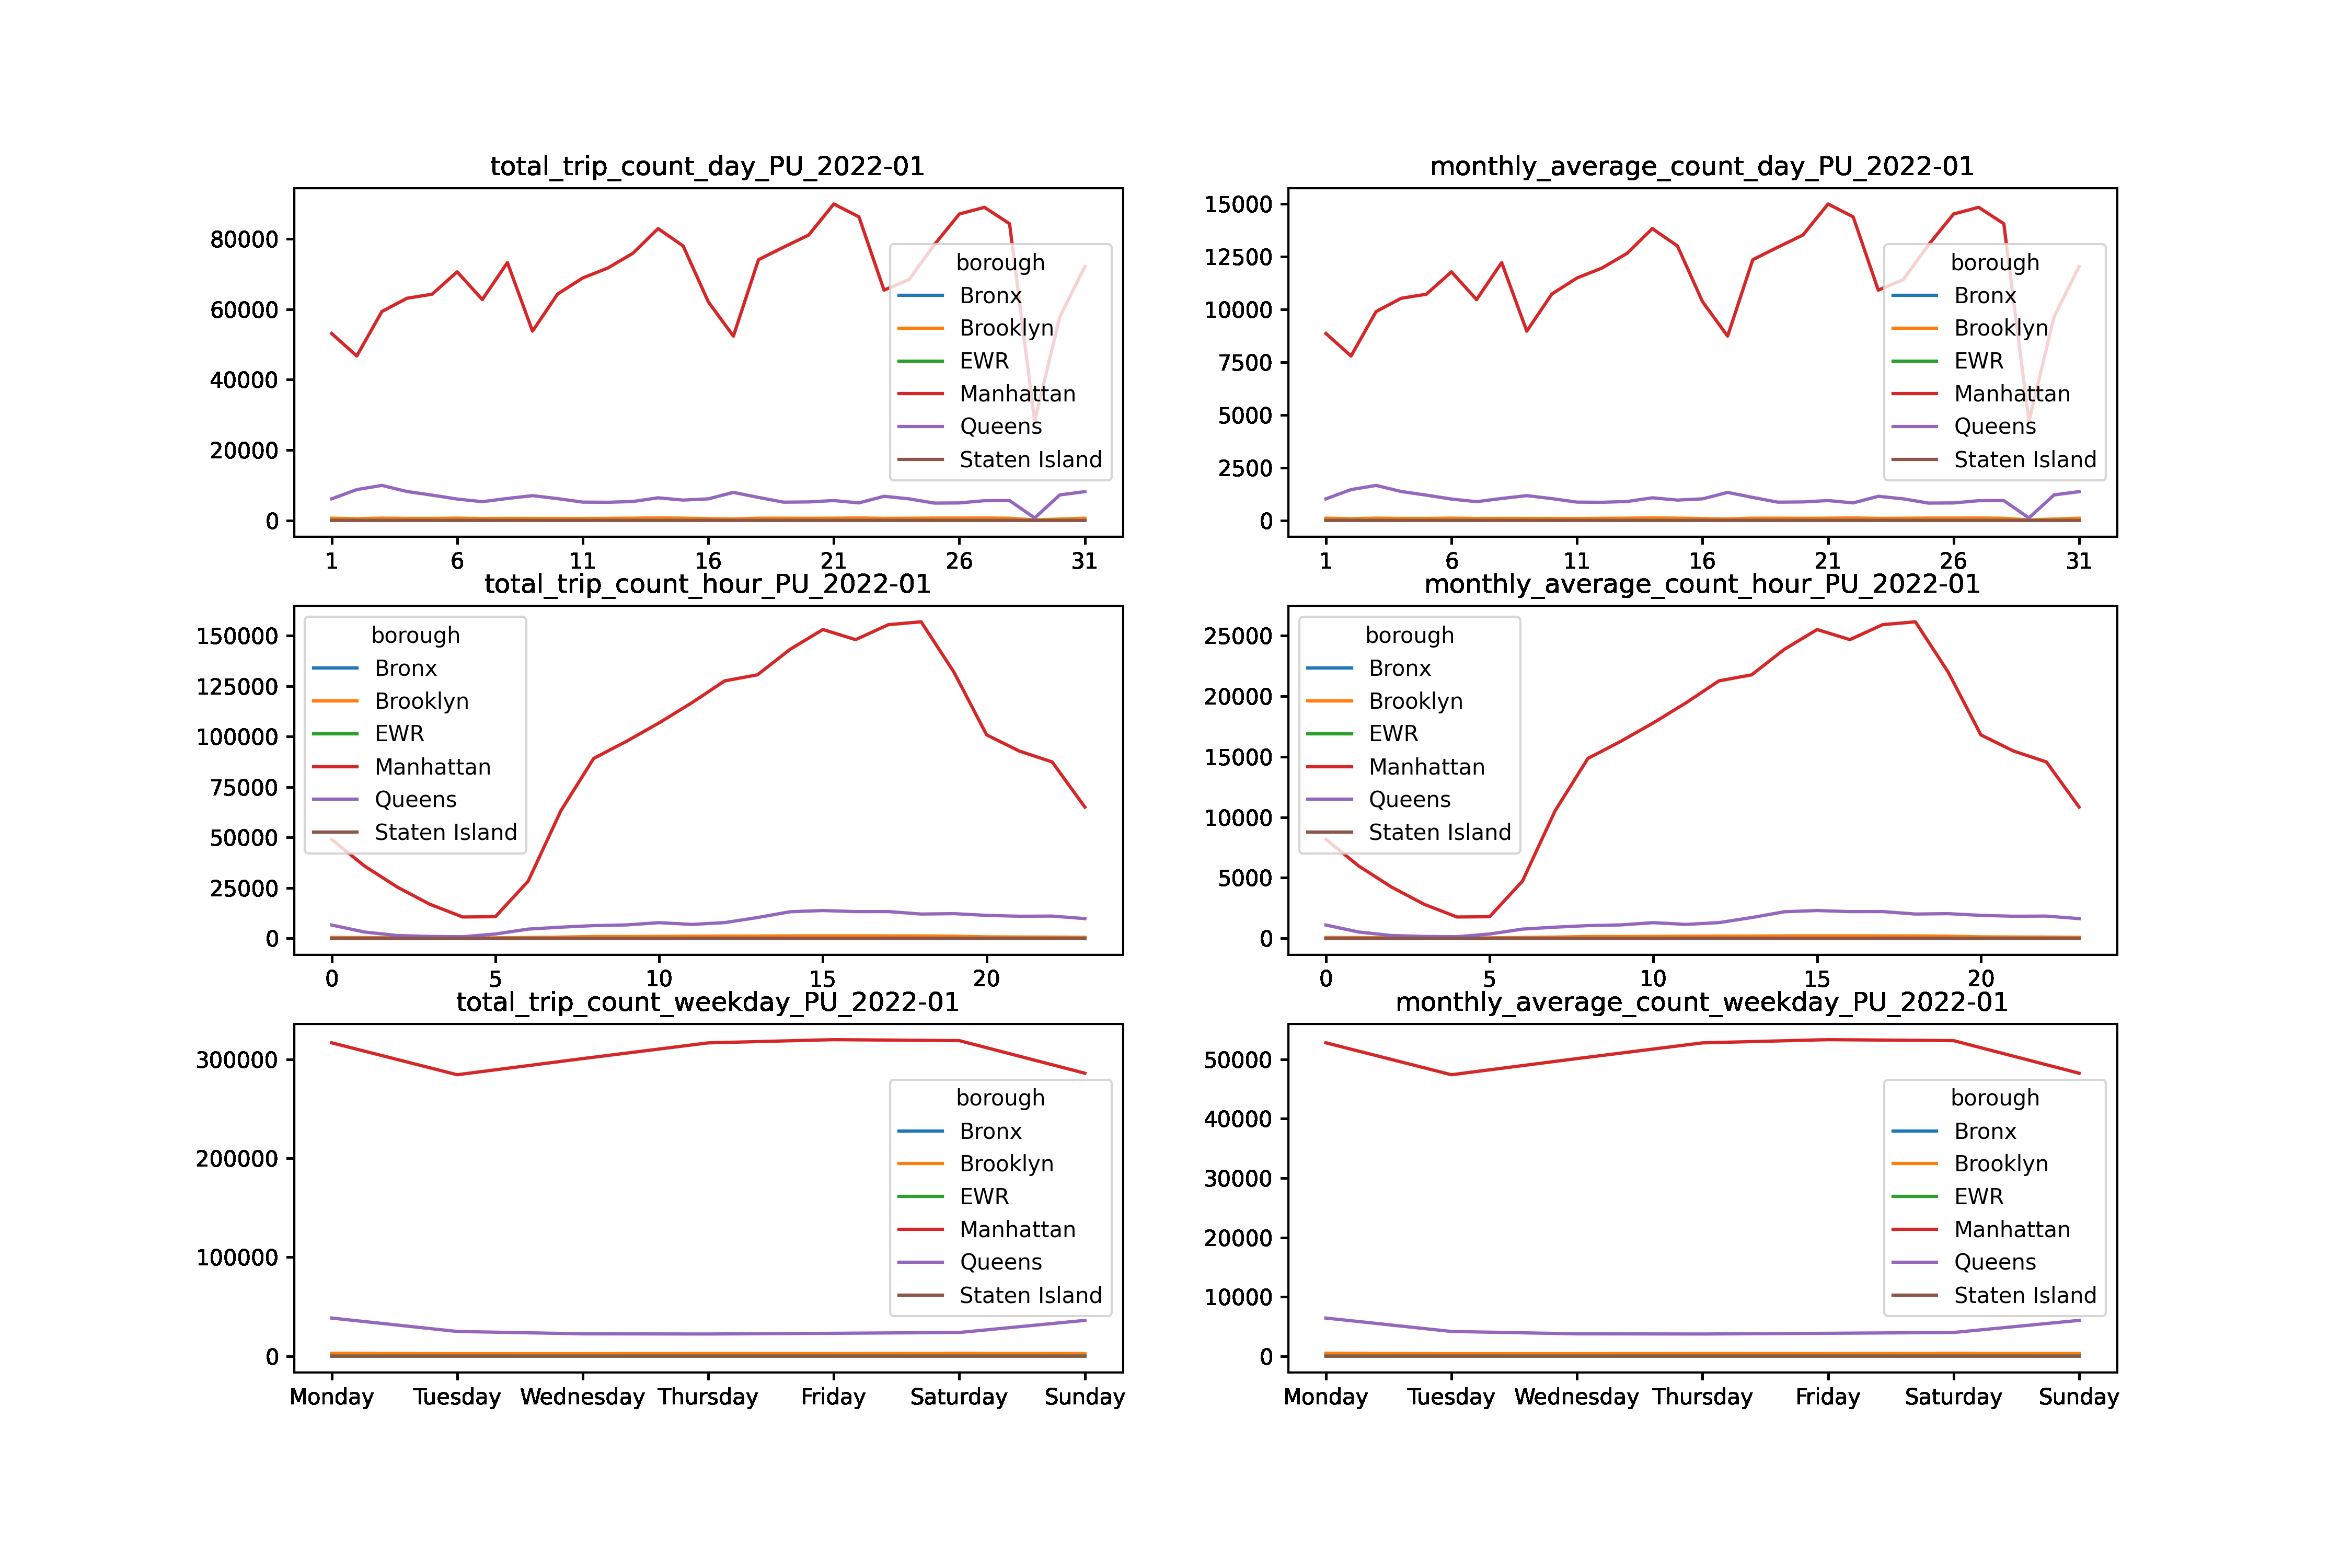 total_trip_count_day_PU_2022-01
80000
60000
40000
20000
0
1 6 11 16 21 26 31
borough
Bronx
Brooklyn
EWR
Manhattan
Queens
Staten Island
monthly_average_count_day_PU_2022-01
15000
12500
10000
7500
5000
2500
0
1 6 11 16 21 26 31
borough
Bronx
Brooklyn
EWR
Manhattan
Queens
Staten Island
total_trip_count_hour_PU_2022-01
150000
125000
100000
75000
50000
25000
0
0 5 10 15 20
borough
Bronx
Brooklyn
EWR
Manhattan
Queens
Staten Island
monthly_average_count_hour_PU_2022-01
25000
20000
15000
10000
5000
0
0 5 10 15 20
borough
Bronx
Brooklyn
EWR
Manhattan
Queens
Staten Island
total_trip_count_weekday_PU_2022-01
300000
200000
100000
0
Monday Tuesday Wednesday Thursday Friday Saturday Sunday
borough
Bronx
Brooklyn
EWR
Manhattan
Queens
Staten Island
monthly_average_count_weekday_PU_2022-01
50000
40000
30000
20000
10000
0
Monday Tuesday Wednesday Thursday Friday Saturday Sunday
borough
Bronx
Brooklyn
EWR
Manhattan
Queens
Staten Island